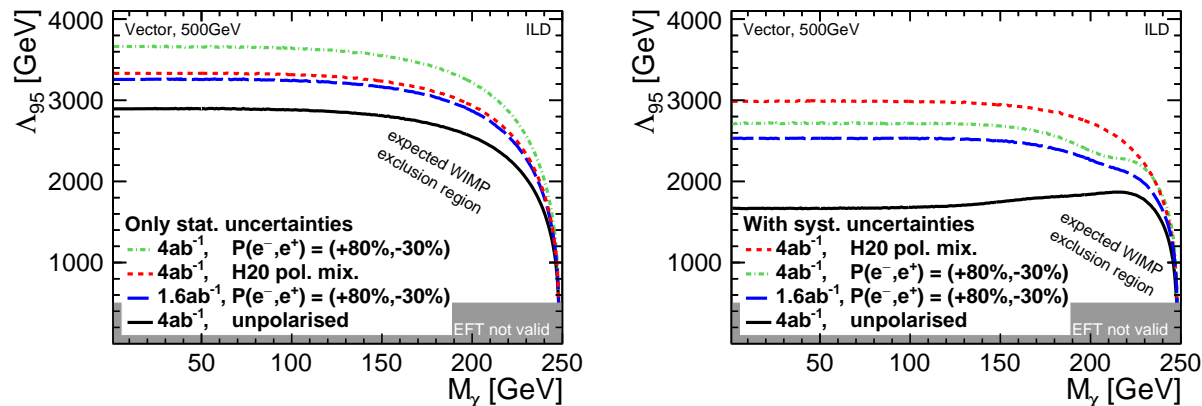 Vector, 500GeV
ILD
Λ95 [GeV]
4000
3000
2000
1000
expected WIMP
exclusion region
Only stat. uncertainties
4ab-1, P(e−,e+) = (+80%,-30%)
4ab-1, H20 pol. mix.
1.6ab-1, P(e−,e+) = (+80%,-30%)
4ab-1, unpolarised
EFT not valid
50 100 150 200 250
Mχ [GeV]
Vector, 500GeV
ILD
Λ95 [GeV]
4000
3000
2000
1000
With syst. uncertainties
4ab-1, H20 pol. mix.
4ab-1, P(e−,e+) = (+80%,-30%)
1.6ab-1, P(e−,e+) = (+80%,-30%)
4ab-1, unpolarised
expected WIMP
exclusion region
EFT not valid
50 100 150 200 250
Mχ [GeV]